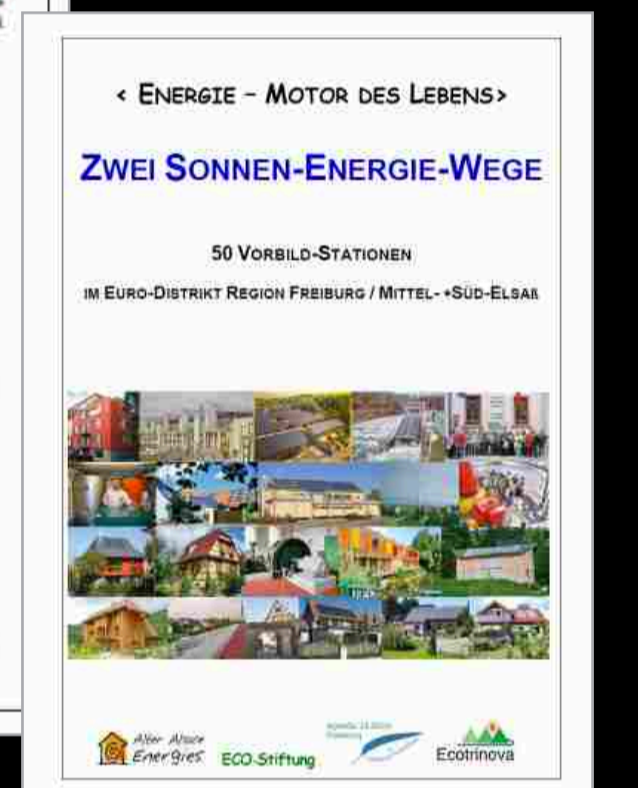 < ENERGIE – MOTOR DES LEBENS>
ZWEI SONNEN-ENERGIE-WEGE
50 VORBILD-STATIONEN
IM EURO-DISTRIKT REGION FREIBURG / MITTEL- +SÜD-ELSAß
Alter Alsace
Energies
ECO-Stiftung
Ecotrinova